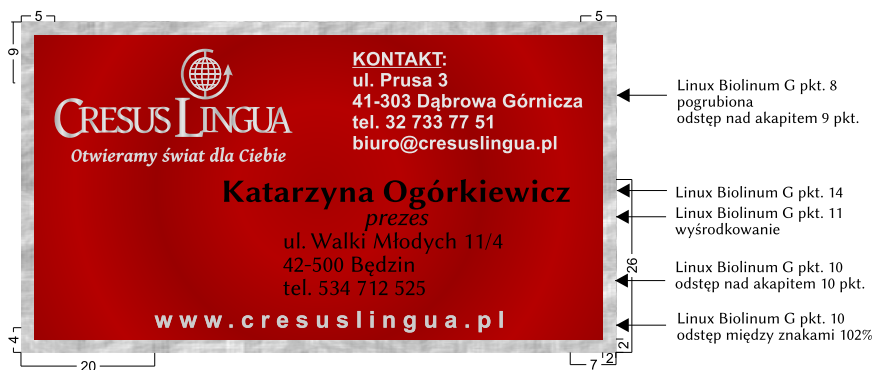 5
5
9
CRESUS LINGUA
Otwieramy świat dla Ciebie
KONTAKT:
ul. Prusa 3
41-303 Dąbrowa Górnicza
tel. 32 733 77 51
biuro@cresuslingua.pl
Linux Biolinum G pkt. 8
pogrubiona
odstęp nad akapitem 9 pkt.
Katarzyna Ogórkiewicz
prezes
ul. Walki Młodych 11/4
42-500 Będzin
tel. 534 712 525
Linux Biolinum G pkt. 14
Linux Biolinum G pkt. 11
wyśrodkowanie
26
Linux Biolinum G pkt. 10
odstęp nad akapitem 10 pkt.
www.cresuslingua.pl
Linux Biolinum G pkt. 10
odstęp między znakami 102%
4
20
7
2
2